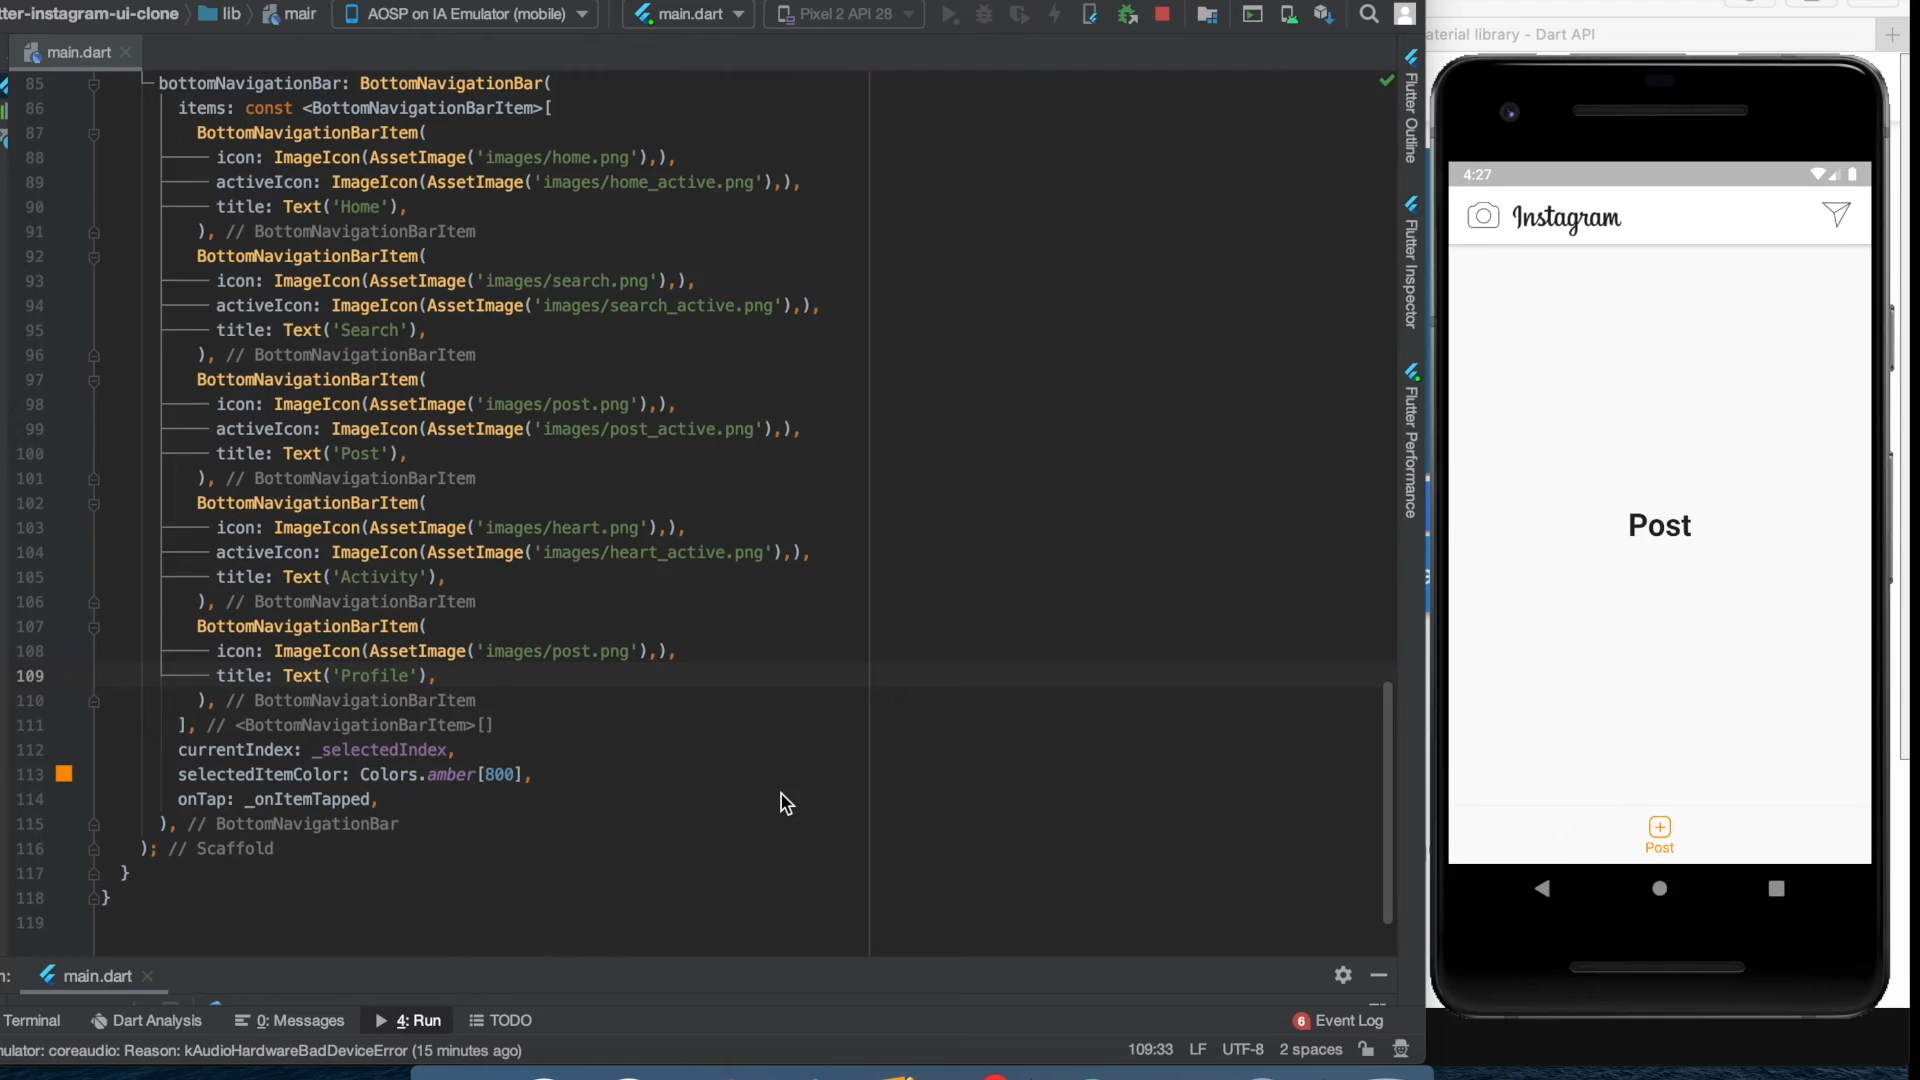 tter-instagram-ui-clone lib mair AOSP on IA Emulator (mobile) main.dart Pixel 2 API 28
aterial library - Dart API
main.dart
85 bottomNavigationBar: BottomNavigationBar(
86 items: const <BottomNavigationBarItem>[
87 BottomNavigationBarItem(
88 icon: ImageIcon(AssetImage('images/home.png'),),
89 activeIcon: ImageIcon(AssetImage('images/home_active.png'),),
90 title: Text('Home'),
91 ), // BottomNavigationBarItem
92 BottomNavigationBarItem(
93 icon: ImageIcon(AssetImage('images/search.png'),),
94 activeIcon: ImageIcon(AssetImage('images/search_active.png'),),
95 title: Text('Search'),
96 ), // BottomNavigationBarItem
97 BottomNavigationBarItem(
98 icon: ImageIcon(AssetImage('images/post.png'),),
99 activeIcon: ImageIcon(AssetImage('images/post_active.png'),),
100 title: Text('Post'),
101 ), // BottomNavigationBarItem
102 BottomNavigationBarItem(
103 icon: ImageIcon(AssetImage('images/heart.png'),),
104 activeIcon: ImageIcon(AssetImage('images/heart_active.png'),),
105 title: Text('Activity'),
106 ), // BottomNavigationBarItem
107 BottomNavigationBarItem(
108 icon: ImageIcon(AssetImage('images/post.png'),),
109 title: Text('Profile'),
110 ), // BottomNavigationBarItem
111 ], // <BottomNavigationBarItem>[]
112 currentIndex: _selectedIndex,
113 selectedItemColor: Colors.amber[800],
114 onTap: _onItemTapped,
115 ), // BottomNavigationBar
116 ); // Scaffold
117 }
118 }
119
Flutter Outline
Flutter Inspector
Flutter Performance
4:27
Instagram
Post
Post
n: main.dart
Terminal Dart Analysis 0: Messages 4: Run TODO 6 Event Log
nulator: coreaudio: Reason: kAudioHardwareBadDeviceError (15 minutes ago) 109:33 LF UTF-8 2 spaces